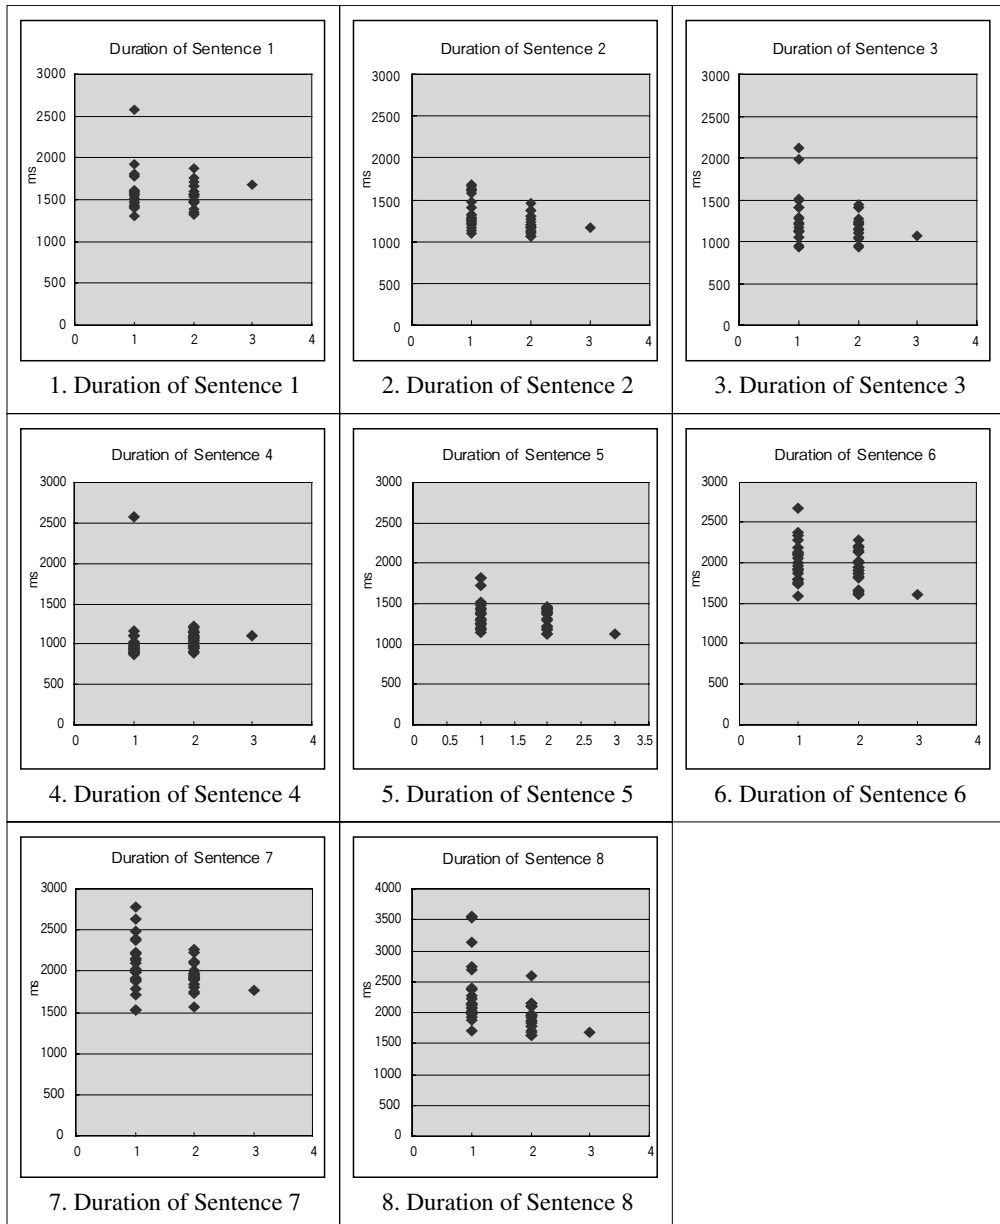 Duration of Sentence 1
3000
2500
2000
1500
1000
500
0
ms
0 1 2 3 4
1. Duration of Sentence 1
Duration of Sentence 2
3000
2500
2000
1500
1000
500
0
0 1 2 3 4
2. Duration of Sentence 2
Duration of Sentence 3
3000
2500
2000
1500
1000
500
0
ms
0 1 2 3 4
3. Duration of Sentence 3
Duration of Sentence 4
3000
2500
2000
1500
1000
500
0
ms
0 1 2 3 4
4. Duration of Sentence 4
Duration of Sentence 5
3000
2500
2000
1500
1000
500
0
ms
0 0.5 1 1.5 2 2.5 3 3.5
5. Duration of Sentence 5
Duration of Sentence 6
3000
2500
2000
1500
1000
500
0
ms
0 1 2 3 4
6. Duration of Sentence 6
Duration of Sentence 7
3000
2500
2000
1500
1000
500
0
ms
0 1 2 3 4
7. Duration of Sentence 7
Duration of Sentence 8
4000
3500
3000
2500
2000
1500
1000
500
0
ms
0 1 2 3 4
8. Duration of Sentence 8